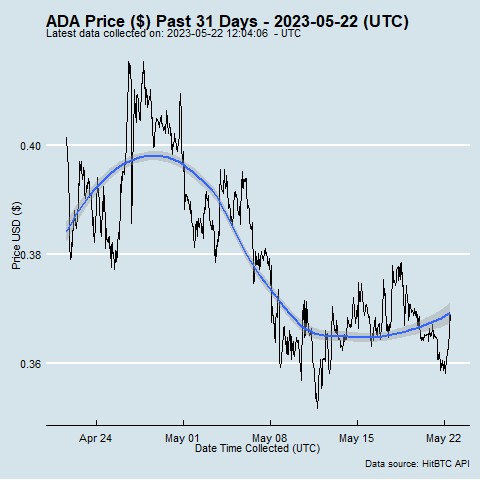 ADA Price ($) Past 31 Days - 2023-05-22 (UTC)
Latest data collected on: 2023-05-22 12:04:06 - UTC
Price USD ($)
0.40
0.38
0.36
Apr 24 May 01 May 08 May 15 May 22
Date Time Collected (UTC)
Data source: HitBTC API